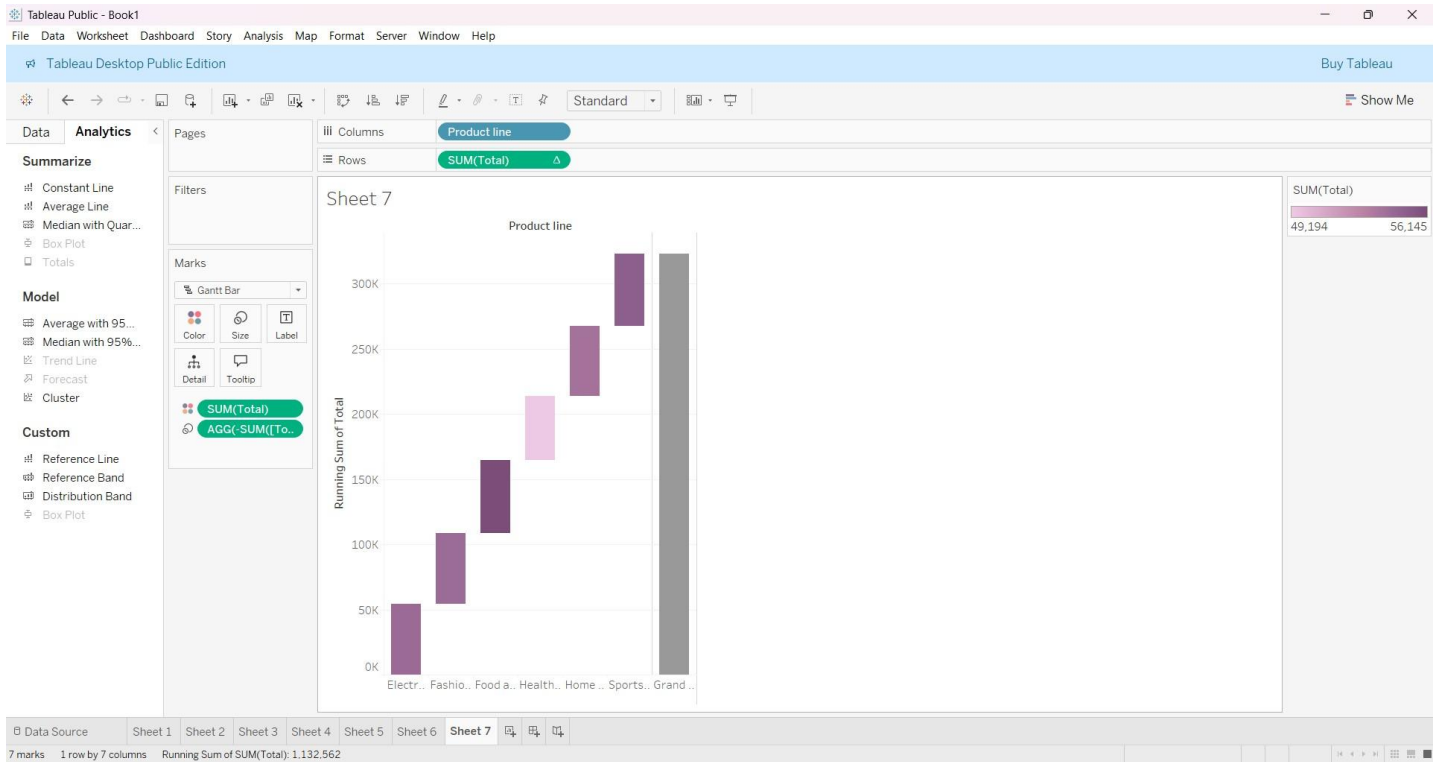 Tableau Public - Book1
File Data Worksheet Dashboard Story Analysis Map Format Server Window Help
Tableau Desktop Public Edition
Buy Tableau
Standard
Show Me
Data Analytics
Summarize
Constant Line
Average Line
Median with Quar...
Box Plot
Totals
Model
Average with 95...
Median with 95%...
Trend Line
Forecast
Cluster
Custom
Reference Line
Reference Band
Distribution Band
Box Plot
Pages
Filters
Marks
Gantt Bar
Color Size Label
Detail Tooltip
SUM(Total)
AGG(-SUM([To..
Columns Product line
Rows SUM(Total) Δ
Sheet 7
Product line
Running Sum of Total
300K
250K
200K
150K
100K
50K
0K
Electr.. Fashio.. Food a.. Health.. Home .. Sports.. Grand ..
SUM(Total)
49,194 56,145
Data Source Sheet 1 Sheet 2 Sheet 3 Sheet 4 Sheet 5 Sheet 6 Sheet 7
7 marks 1 row by 7 columns Running Sum of SUM(Total): 1,132,562